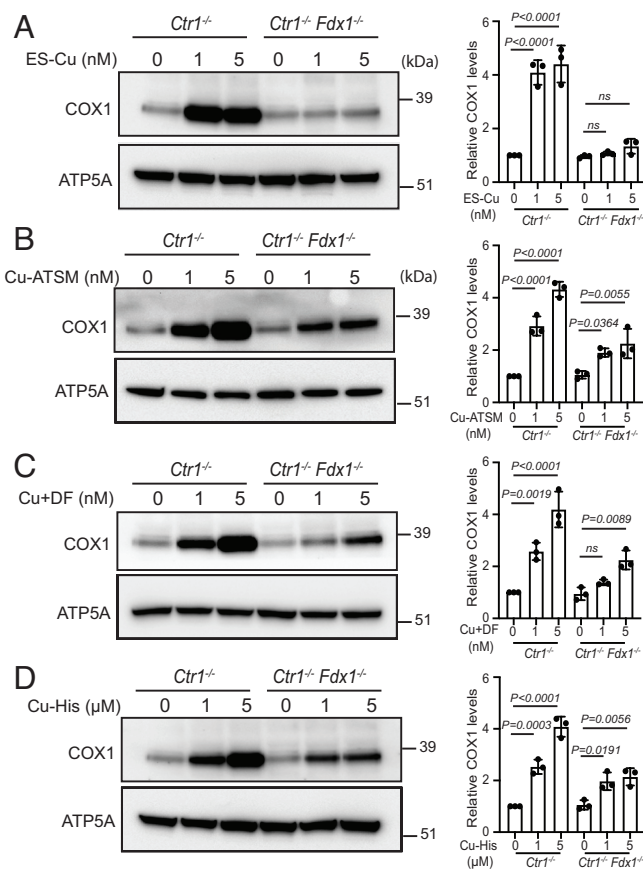 A
Ctr1-/- Ctr1-/- Fdx1-/-
ES-Cu (nM) 0 1 5 0 1 5 (kDa)
COX1 39
ATP5A 51
Relative COX1 levels
6
4
2
0
P<0.0001
P<0.0001
ns
ns
0 1 5 0 1 5
ES-Cu (nM)
Ctr1-/- Ctr1-/- Fdx1-/-
B
Ctr1-/- Ctr1-/- Fdx1-/-
Cu-ATSM (nM) 0 1 5 0 1 5 (kDa)
COX1 39
ATP5A 51
Relative COX1 levels
6
4
2
0
P<0.0001
P<0.0001
P=0.0055
P=0.0364
0 1 5 0 1 5
Cu-ATSM (nM)
Ctr1-/- Ctr1-/- Fdx1-/-
C
Ctr1-/- Ctr1-/- Fdx1-/-
Cu+DF (nM) 0 1 5 0 1 5 (kDa)
COX1 39
ATP5A 51
Relative COX1 levels
6
4
2
0
P<0.0001
P=0.0019
P=0.0089
ns
0 1 5 0 1 5
Cu+DF (nM)
Ctr1-/- Ctr1-/- Fdx1-/-
D
Ctr1-/- Ctr1-/- Fdx1-/-
Cu-His (µM) 0 1 5 0 1 5 (kDa)
COX1 39
ATP5A 51
Relative COX1 levels
5
4
3
2
1
0
P<0.0001
P=0.0003
P=0.0056
P=0.0191
0 1 5 0 1 5
Cu-His (µM)
Ctr1-/- Ctr1-/- Fdx1-/-